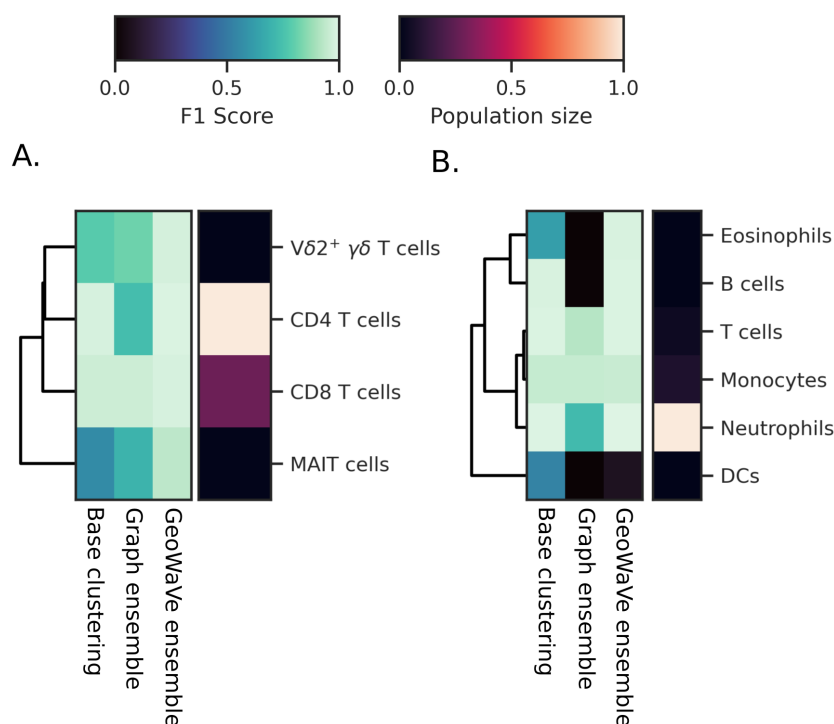 0.0 0.5 1.0
F1 Score
0.0 0.5 1.0
Population size
A.
Vδ2⁺ γδ T cells
CD4 T cells
CD8 T cells
MAIT cells
Base clustering
Graph ensemble
GeoWaVe ensemble
B.
Eosinophils
B cells
T cells
Monocytes
Neutrophils
DCs
Base clustering
Graph ensemble
GeoWaVe ensemble